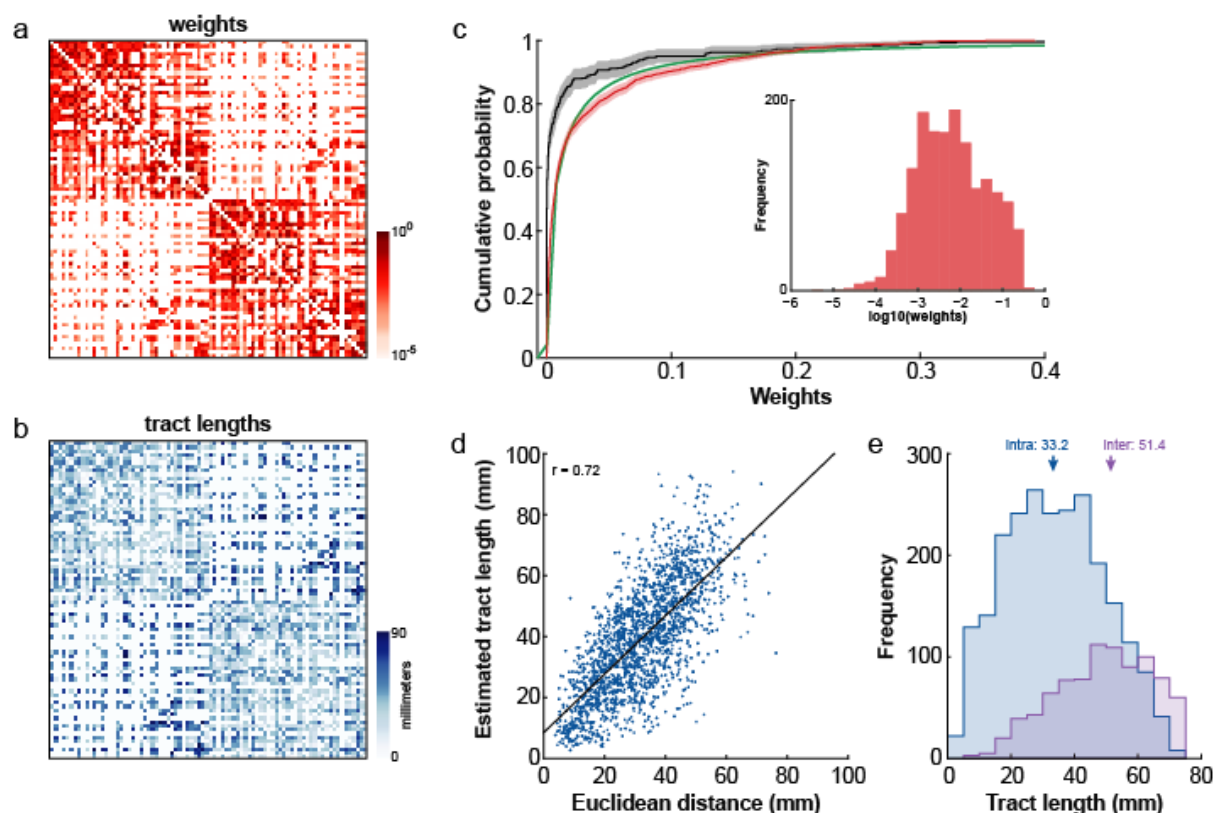 a
weights
10^0
10^-5
b
tract lengths
90
millimeters
0
c
Cumulative probability
1
0.8
0.6
0.4
0.2
0
0
0.1
0.2
0.3
0.4
Weights
Frequency
200
0
−6
−5
−4
−3
−2
−1
0
log10(weights)
d
r = 0.72
Estimated tract length (mm)
100
80
60
40
20
0
0
20
40
60
80
100
Euclidean distance (mm)
e
Intra: 33.2
Inter: 51.4
Frequency
300
200
100
0
0
20
40
60
80
Tract length (mm)